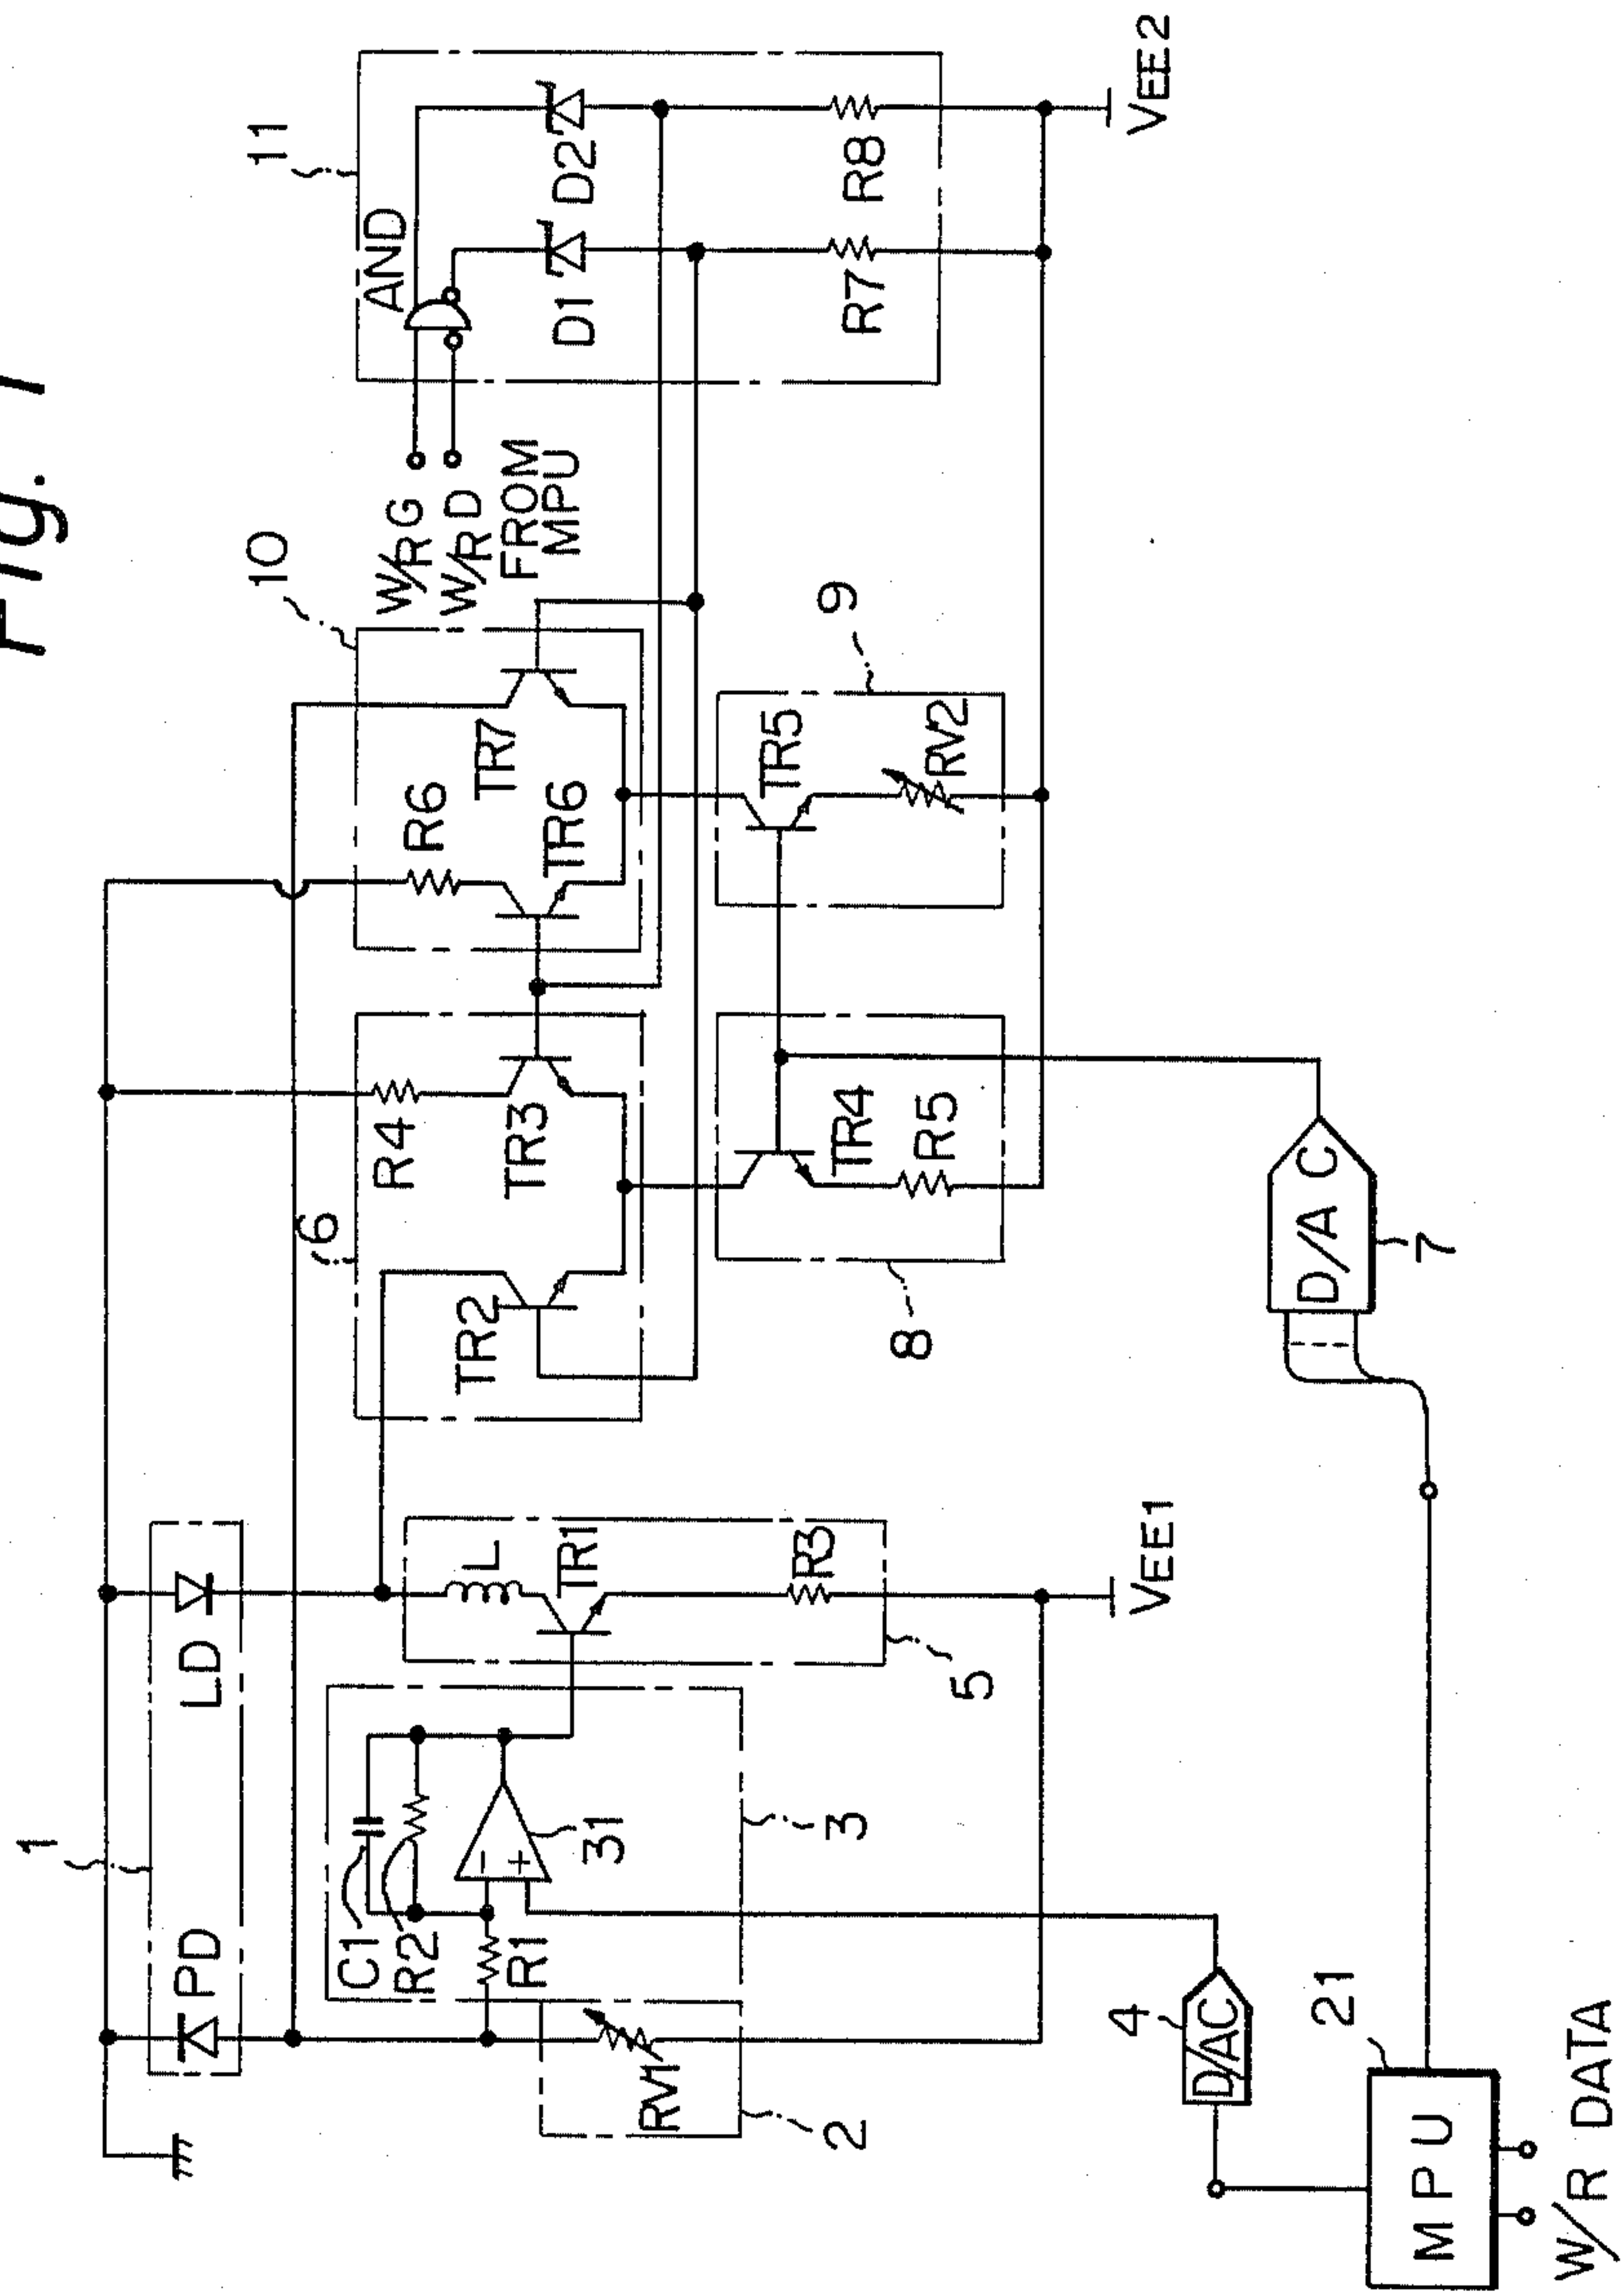 Fig. 1
1
PD
LD
C1
R2
R1
31
3
RV1
2
L
TR1
R3
5
VEE1
6
R4
TR2
TR3
TR4
R5
8
10
R6
TR6
TR7
TR5
RV2
9
11
AND
W/RG
W/RD
FROM
MPU
D1
D2
R7
R8
VEE2
4
D/AC
D/A C
7
21
MPU
W/R DATA